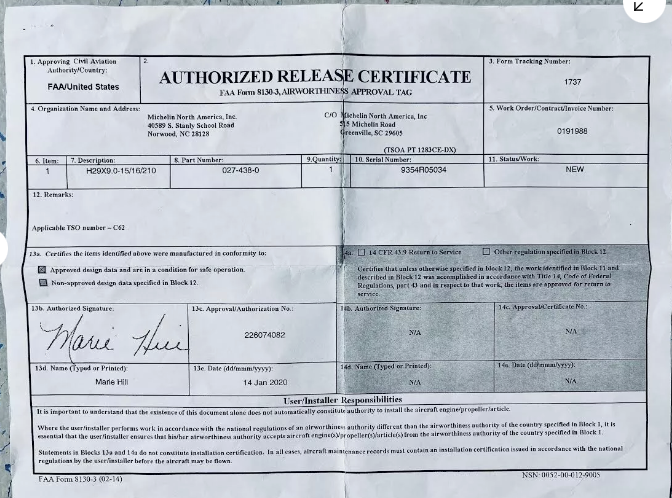 1. Approving Civil Aviation
Authority/Country:
FAA/United States
2.
AUTHORIZED RELEASE CERTIFICATE
FAA Form 8130-3, AIRWORTHINESS APPROVAL TAG
3. Form Tracking Number:
1737
4. Organization Name and Address:
Michelin North America, Inc.
40589 S. Stanly School Road
Norwood, NC 28128
C/O Michelin North America, Inc
515 Michelin Road
Greenville, SC 29605
(TSOA PT 1283CE-DX)
5. Work Order/Contract/Invoice Number:
0191988
6. Item:
1
7. Description:
H29X9.0-15/16/210
8. Part Number:
027-438-0
9.Quantity:
1
10. Serial Number:
9354R05034
11. Status/Work:
NEW
12. Remarks:
Applicable TSO number – C62
13a. Certifies the items identified above were manufactured in conformity to:
Approved design data and are in a condition for safe operation.
Non-approved design data specified in Block 12.
14a. 14 CFR 43.9 Return to Service
Other regulation specified in Block 12
Certifies that unless otherwise specified in block 12, the work identified in Block 11 and
described in Block 12 was accomplished in accordance with Title 14, Code of Federal
Regulations, part 43 and in respect to that work, the items are approved for return to
service.
13b. Authorized Signature:
Marie Hill
13c. Approval/Authorization No.:
226074082
14b. Authorized Signature:
N/A
14c. Approval/Certificate No.:
N/A
13d. Name (Typed or Printed):
Marie Hill
13e. Date (dd/mmm/yyyy):
14 Jan 2020
14d. Name (Typed or Printed):
N/A
14e. Date (dd/mmm/yyyy):
N/A
User/Installer Responsibilities
It is important to understand that the existence of this document alone does not automatically constitute authority to install the aircraft engine/propeller/article.
Where the user/installer performs work in accordance with the national regulations of an airworthiness authority different than the airworthiness authority of the country specified in Block 1, it is
essential that the user/installer ensures that his/her airworthiness authority accepts aircraft engine(s)/propeller(s)/article(s) from the airworthiness authority of the country specified in Block 1.
Statements in Blocks 13a and 14a do not constitute installation certification. In all cases, aircraft maintenance records must contain an installation certification issued in accordance with the national
regulations by the user/installer before the aircraft may be flown.
FAA Form 8130-3 (02-14)
NSN: 0052-00-012-9005